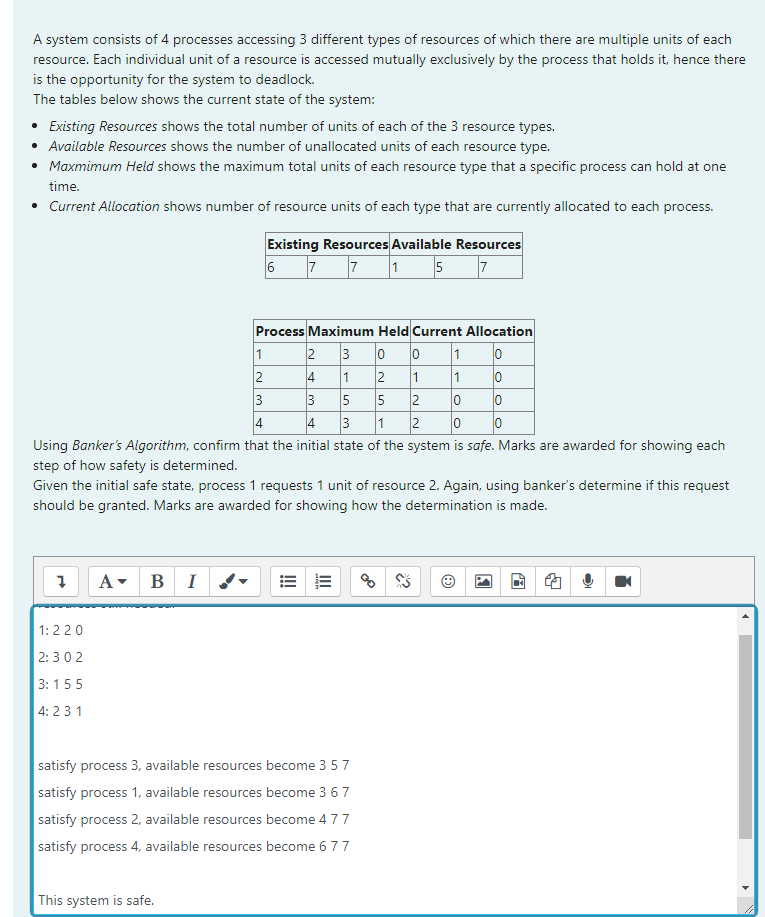 A system consists of 4 processes accessing 3 different types of resources of which there are multiple units of each
resource. Each individual unit of a resource is accessed mutually exclusively by the process that holds it, hence there
is the opportunity for the system to deadlock.
The tables below shows the current state of the system:
• Existing Resources shows the total number of units of each of the 3 resource types.
• Available Resources shows the number of unallocated units of each resource type.
• Maxmimum Held shows the maximum total units of each resource type that a specific process can hold at one
time.
• Current Allocation shows number of resource units of each type that are currently allocated to each process.
Existing Resources Available Resources
6 7 7 1 5 7
Process Maximum Held Current Allocation
1 2 3 0 0 1 0
2 4 1 2 1 1 0
3 3 5 5 2 0 0
4 4 3 1 2 0 0
Using Banker's Algorithm, confirm that the initial state of the system is safe. Marks are awarded for showing each
step of how safety is determined.
Given the initial safe state, process 1 requests 1 unit of resource 2. Again, using banker's determine if this request
should be granted. Marks are awarded for showing how the determination is made.
A B I
1: 2 2 0
2: 3 0 2
3: 1 5 5
4: 2 3 1
satisfy process 3, available resources become 3 5 7
satisfy process 1, available resources become 3 6 7
satisfy process 2, available resources become 4 7 7
satisfy process 4, available resources become 6 7 7
This system is safe.